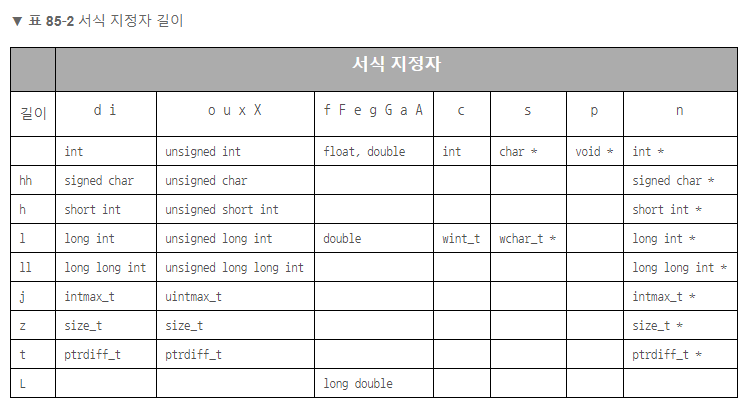 ▼ 표 85-2 서식 지정자 길이
서식 지정자
길이 d i o u x X f F e g G a A c s p n
int unsigned int float, double int char * void * int *
hh signed char unsigned char signed char *
h short int unsigned short int short int *
l long int unsigned long int double wint_t wchar_t * long int *
ll long long int unsigned long long int long long int *
j intmax_t uintmax_t intmax_t *
z size_t size_t size_t *
t ptrdiff_t ptrdiff_t ptrdiff_t *
L long double